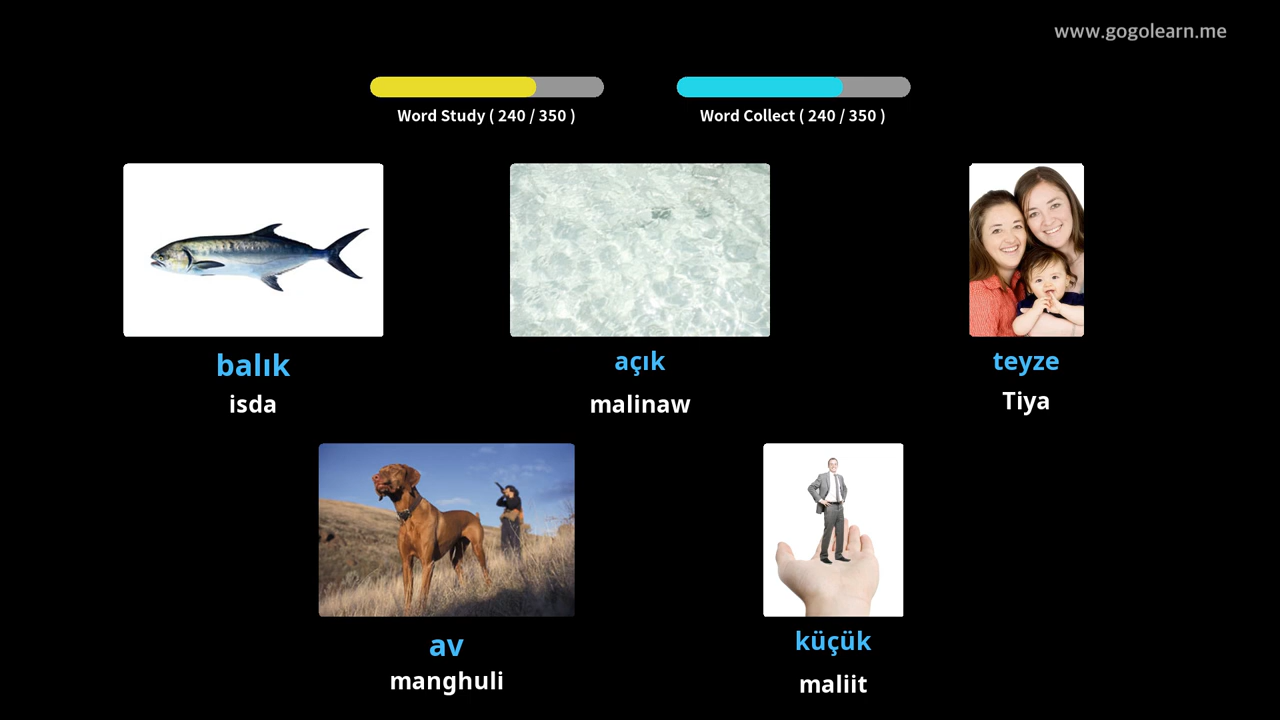 www.gogolearn.me
Word Study ( 240 / 350 )
Word Collect ( 240 / 350 )
balık
isda
açık
malinaw
teyze
Tiya
av
manghuli
küçük
maliit